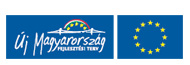 Új Magyarország
FEJLESZTÉSI TERV